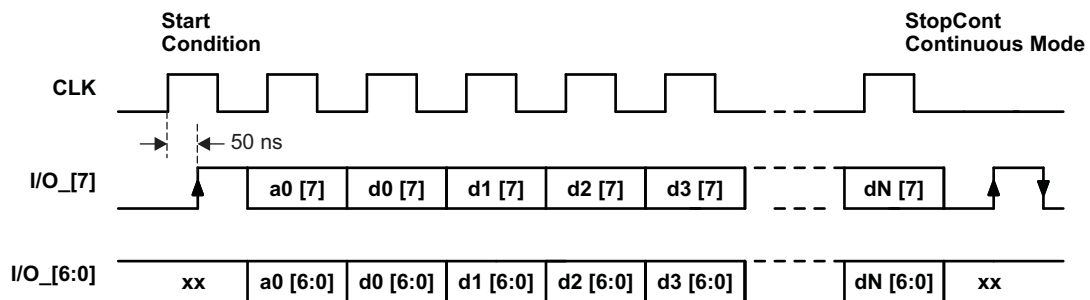 Start
Condition
StopCont
Continuous Mode
CLK
50 ns
I/O_[7]
a0 [7] d0 [7] d1 [7] d2 [7] d3 [7] dN [7]
I/O_[6:0]
xx a0 [6:0] d0 [6:0] d1 [6:0] d2 [6:0] d3 [6:0] dN [6:0] xx